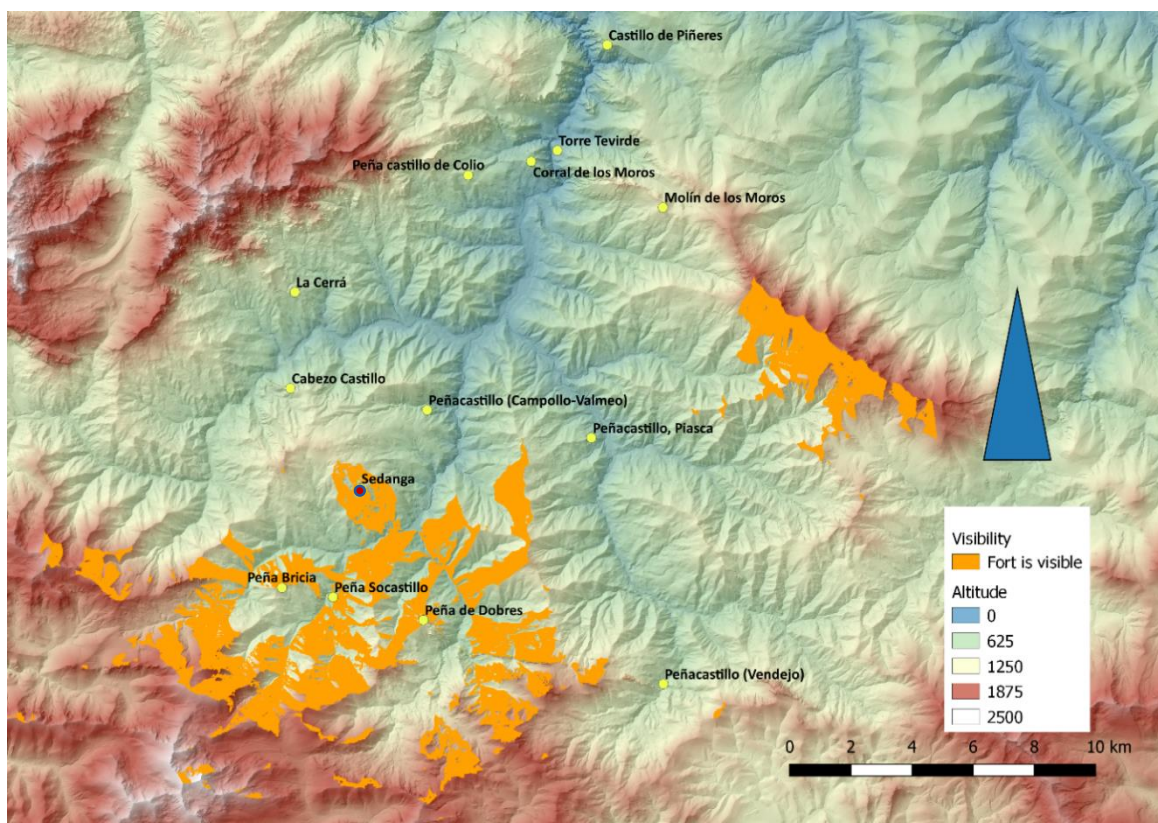 Castillo de Piñeres
Torre Tevirde
Peña castillo de Colio
Corral de los Moros
Molín de los Moros
La Cerrá
Cabezo Castillo
Peñacastillo (Campollo-Valmeo)
Peñacastillo, Piasca
Sedanga
Peña Bricia
Peña Socastillo
Peña de Dobres
Peñacastillo (Vendejo)
Visibility
Fort is visible
Altitude
0
625
1250
1875
2500
0 2 4 6 8 10 km